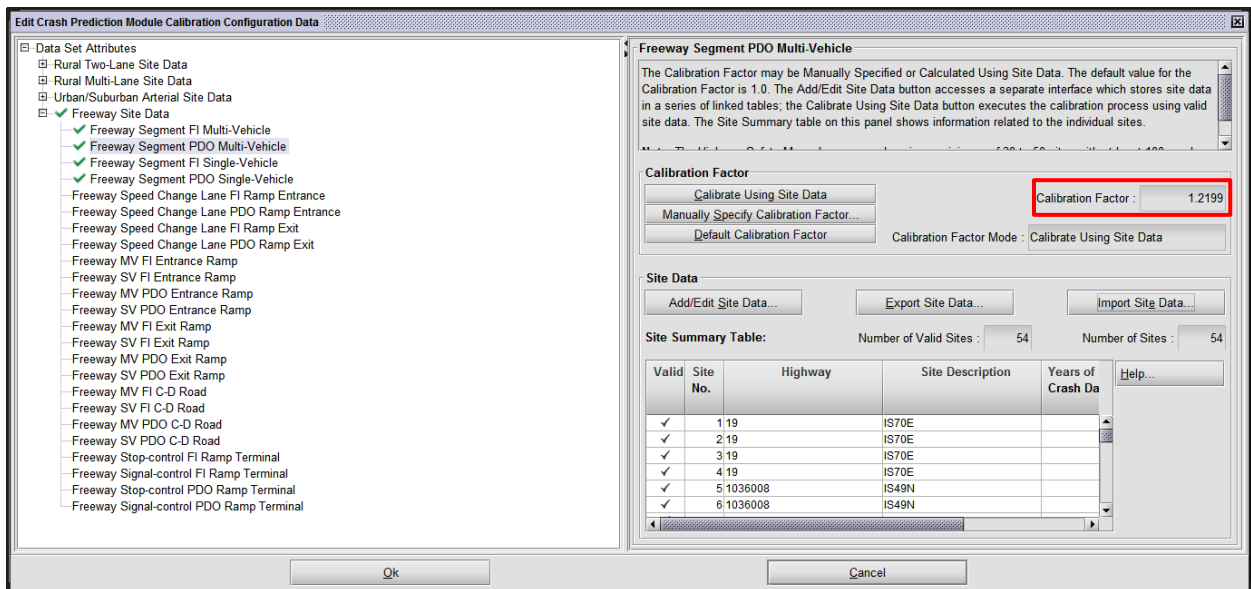 Edit Crash Prediction Module Calibration Configuration Data
Data Set Attributes
Rural Two-Lane Site Data
Rural Multi-Lane Site Data
Urban/Suburban Arterial Site Data
Freeway Site Data
Freeway Segment FI Multi-Vehicle
Freeway Segment PDO Multi-Vehicle
Freeway Segment FI Single-Vehicle
Freeway Segment PDO Single-Vehicle
Freeway Speed Change Lane FI Ramp Entrance
Freeway Speed Change Lane PDO Ramp Entrance
Freeway Speed Change Lane FI Ramp Exit
Freeway Speed Change Lane PDO Ramp Exit
Freeway MV FI Entrance Ramp
Freeway SV FI Entrance Ramp
Freeway MV PDO Entrance Ramp
Freeway SV PDO Entrance Ramp
Freeway MV FI Exit Ramp
Freeway SV FI Exit Ramp
Freeway MV PDO Exit Ramp
Freeway SV PDO Exit Ramp
Freeway MV FI C-D Road
Freeway SV FI C-D Road
Freeway MV PDO C-D Road
Freeway SV PDO C-D Road
Freeway Stop-control FI Ramp Terminal
Freeway Signal-control FI Ramp Terminal
Freeway Stop-control PDO Ramp Terminal
Freeway Signal-control PDO Ramp Terminal
Freeway Segment PDO Multi-Vehicle
The Calibration Factor may be Manually Specified or Calculated Using Site Data. The default value for the
Calibration Factor is 1.0. The Add/Edit Site Data button accesses a separate interface which stores site data
in a series of linked tables; the Calibrate Using Site Data button executes the calibration process using valid
site data. The Site Summary table on this panel shows information related to the individual sites.
Calibration Factor
Calibrate Using Site Data
Calibration Factor : 1.2199
Manually Specify Calibration Factor...
Default Calibration Factor
Calibration Factor Mode : Calibrate Using Site Data
Site Data
Add/Edit Site Data... Export Site Data... Import Site Data...
Site Summary Table: Number of Valid Sites : 54 Number of Sites : 54
Valid Site Highway Site Description Years of
No. Crash Da
Help...
✓ 1 19 IS70E
✓ 2 19 IS70E
✓ 3 19 IS70E
✓ 4 19 IS70E
✓ 5 1036008 IS49N
✓ 6 1036008 IS49N
Ok Cancel